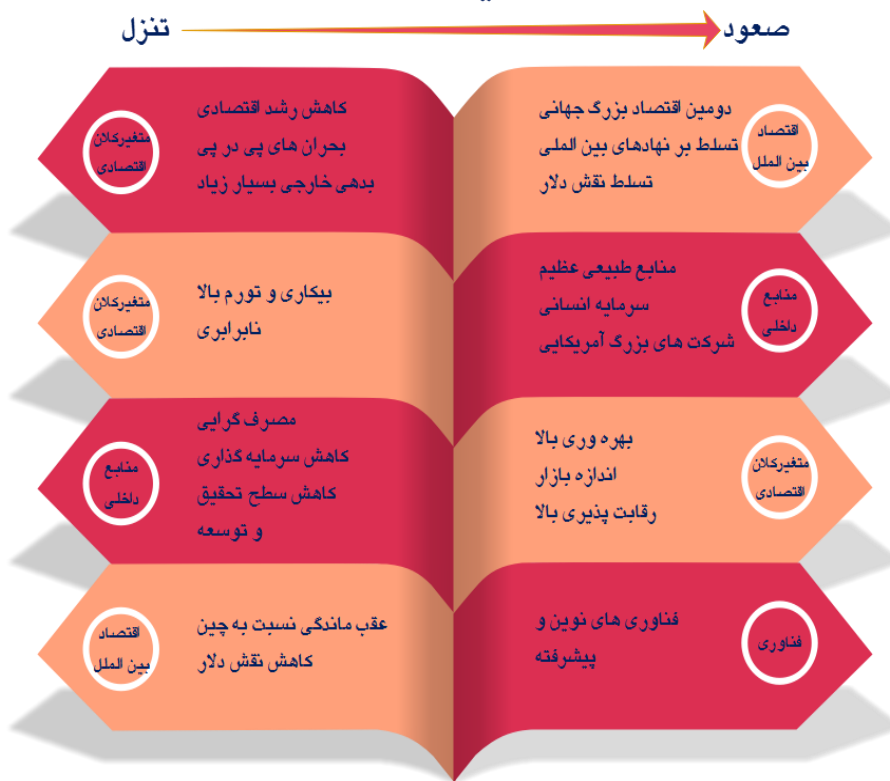 صعود
تنزل
اقتصاد
بین الملل
دومین اقتصاد بزرگ جهانی
تسلط بر نهادهای بین المللی
تسلط نقش دلار
منابع
داخلی
منابع طبیعی عظیم
سرمایه انسانی
شرکت های بزرگ آمریکایی
متغیرکلان
اقتصادی
بهره وری بالا
اندازه بازار
رقابت پذیری بالا
فناوری
فناوری های نوین و
پیشرفته
متغیرکلان
اقتصادی
کاهش رشد اقتصادی
بحران های پی در پی
بدهی خارجی بسیار زیاد
متغیرکلان
اقتصادی
بیکاری و تورم بالا
نابرابری
منابع
داخلی
مصرف گرایی
کاهش سرمایه گذاری
کاهش سطح تحقیق
و توسعه
اقتصاد
بین الملل
عقب ماندگی نسبت به چین
کاهش نقش دلار